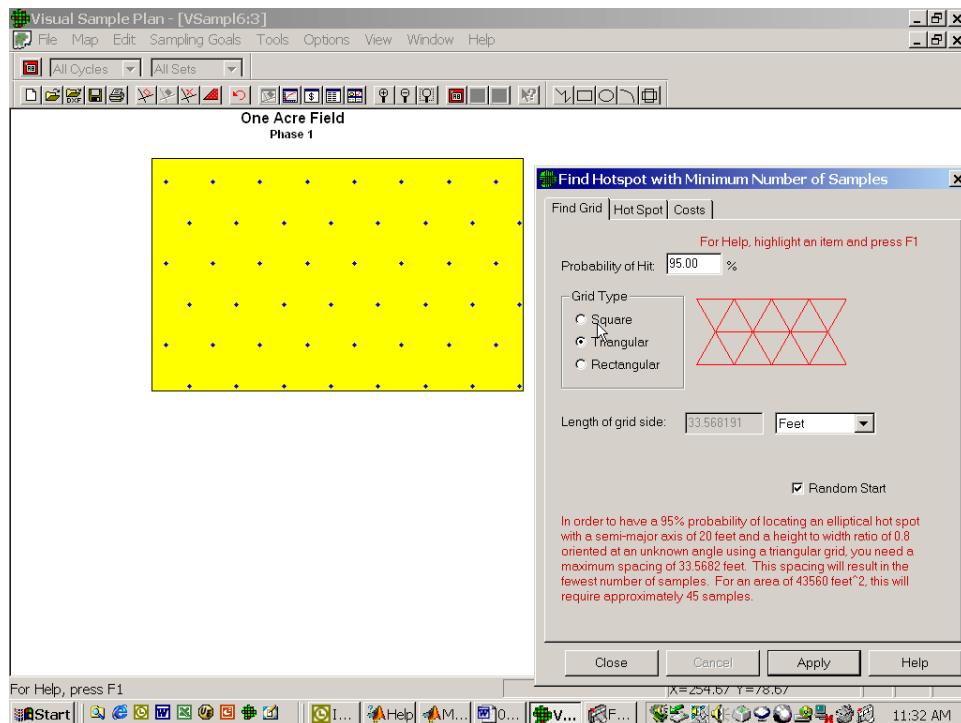 Visual Sample Plan - [VSampl6:3]
File Map Edit Sampling Goals Tools Options View Window Help
All Cycles All Sets
One Acre Field
Phase 1
Find Hotspot with Minimum Number of Samples
Find Grid Hot Spot Costs
For Help, highlight an item and press F1
Probability of Hit: 95.00 %
Grid Type
Square
Triangular
Rectangular
Length of grid side: 33.568191 Feet
Random Start
In order to have a 95% probability of locating an elliptical hot spot
with a semi-major axis of 20 feet and a height to width ratio of 0.8
oriented at an unknown angle using a triangular grid, you need a
maximum spacing of 33.5682 feet. This spacing will result in the
fewest number of samples. For an area of 43560 feet^2, this will
require approximately 45 samples.
Close Cancel Apply Help
For Help, press F1
X=254.67 Y=78.67
Start I... Help M... 0... V... F... 11:32 AM